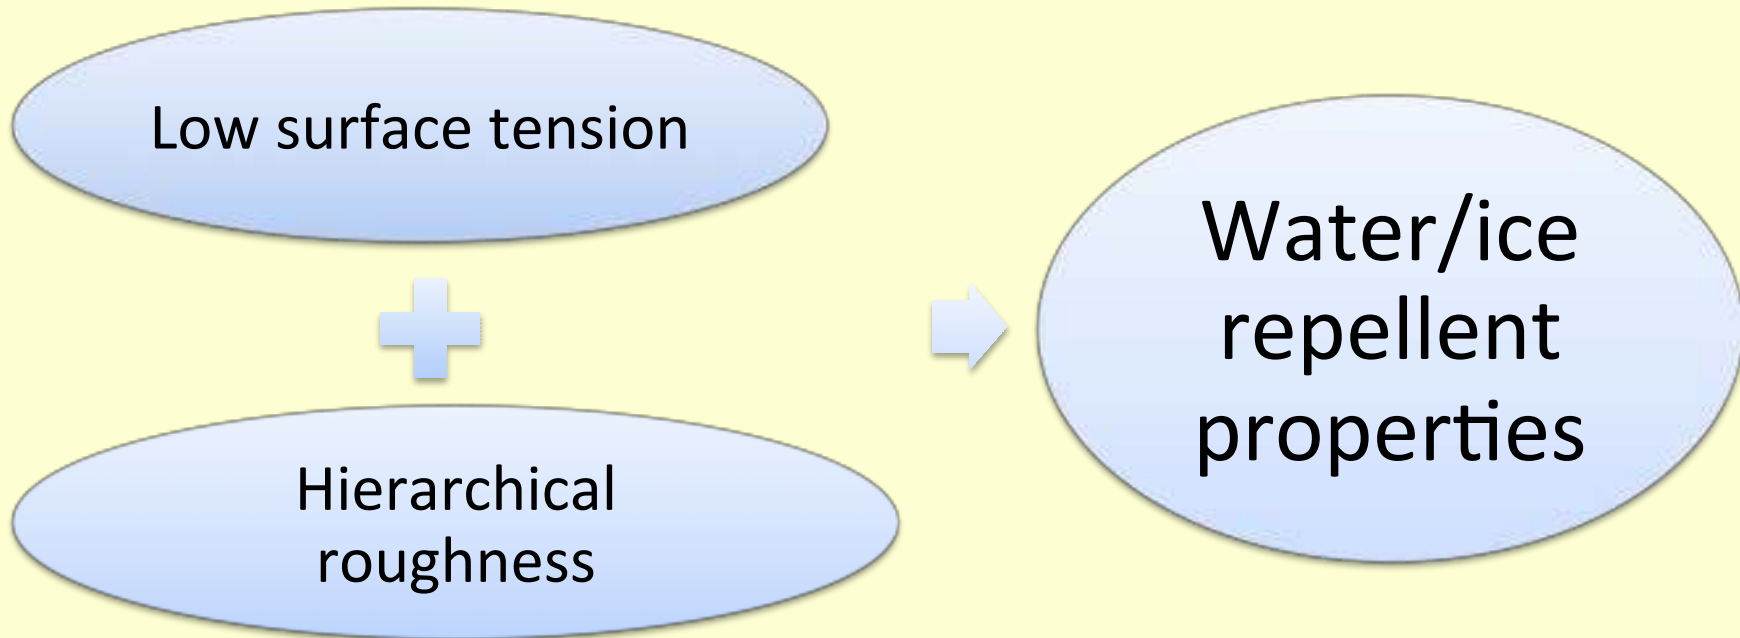 Low surface tension
Hierarchical
roughness
Water/ice
repellent
properties